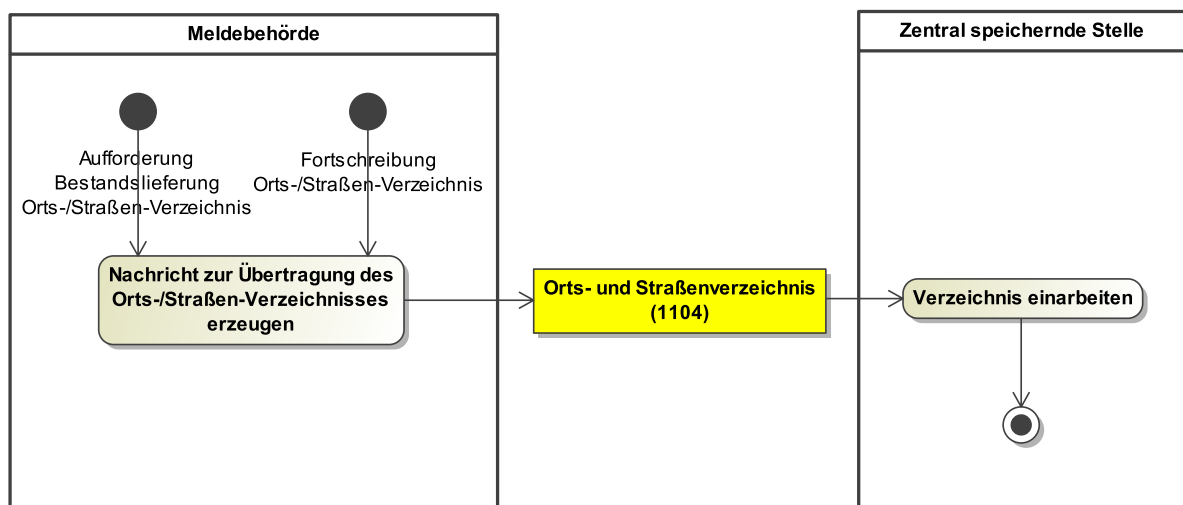 Meldebehörde
Zentral speichernde Stelle
Aufforderung
Bestandslieferung
Orts-/Straßen-Verzeichnis
Fortschreibung
Orts-/Straßen-Verzeichnis
Nachricht zur Übertragung des
Orts-/Straßen-Verzeichnisses
erzeugen
Orts- und Straßenverzeichnis
(1104)
Verzeichnis einarbeiten